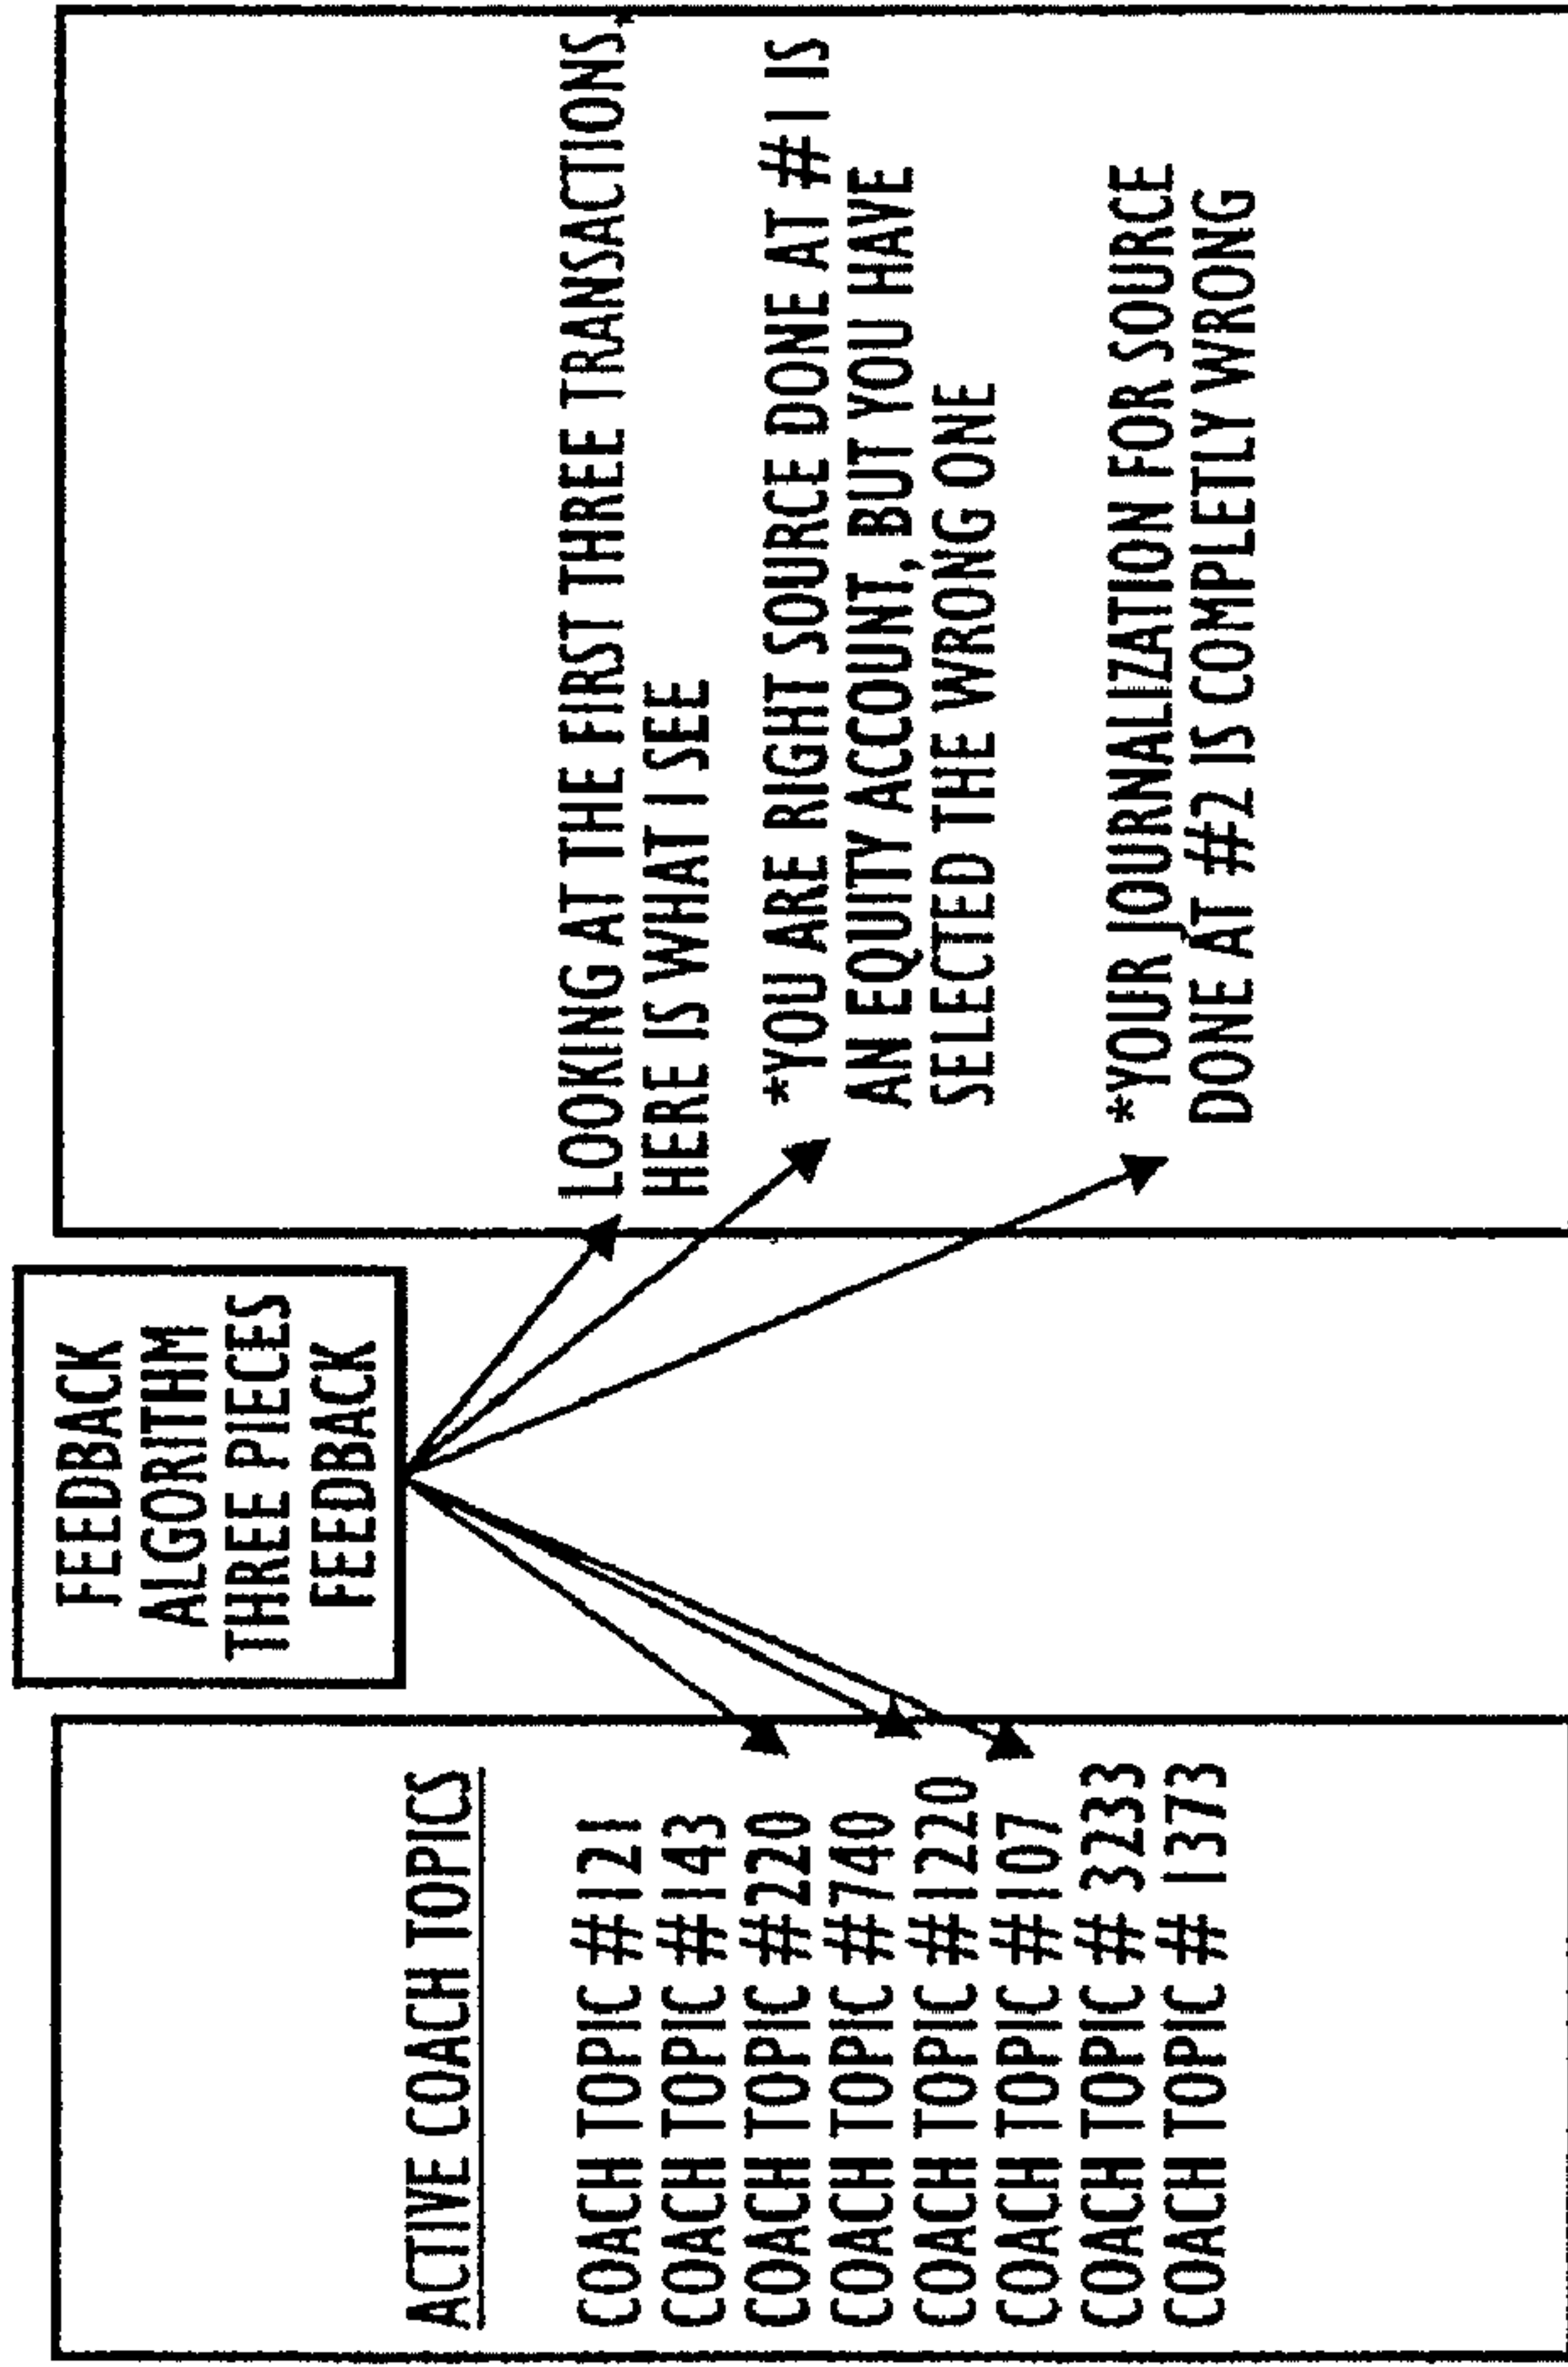 ACTIVE COACH TOPICS
COACH TOPIC #121
COACH TOPIC #143
COACH TOPIC #220
COACH TOPIC #740
COACH TOPIC #1220
COACH TOPIC #107
COACH TOPIC # 3233
COACH TOPIC # 1373
FEEDBACK
ALGORITHM
THREE PIECES
FEEDBACK
LOOKING AT THE FIRST THREE TRANSACTIONS,
HERE IS WHAT I SEE
*YOU ARE RIGHT SOURCE DONE AT #1 IS
AN EQUITY ACCOUNT, BUT YOU HAVE
SELECTED THE WRONG ONE
*YOUR JOURNALIZATION FOR SOURCE
DONE AT #2 IS COMPLETLY WRONG